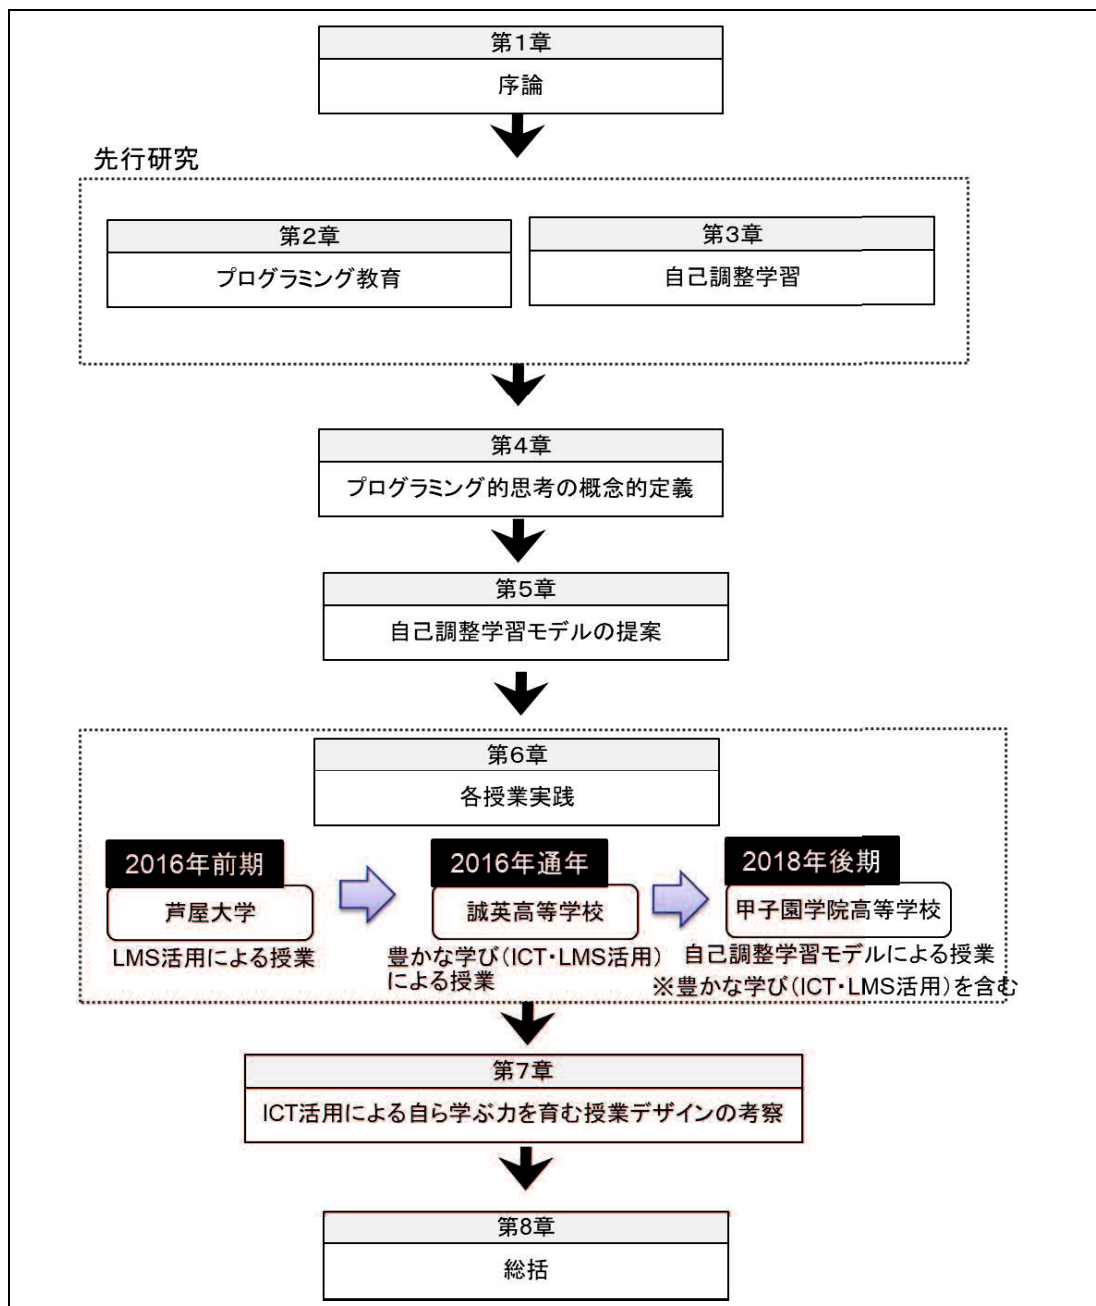 第1章
序論
先行研究
第2章
プログラミング教育
第3章
自己調整学習
第4章
プログラミング的思考の概念的定義
第5章
自己調整学習モデルの提案
第6章
各授業実践
2016年前期
芦屋大学
LMS活用による授業
2016年通年
誠英高等学校
豊かな学び(ICT・LMS活用)
による授業
2018年後期
甲子園学院高等学校
自己調整学習モデルによる授業
※豊かな学び(ICT・LMS活用)を含む
第7章
ICT活用による自ら学ぶ力を育む授業デザインの考察
第8章
総括